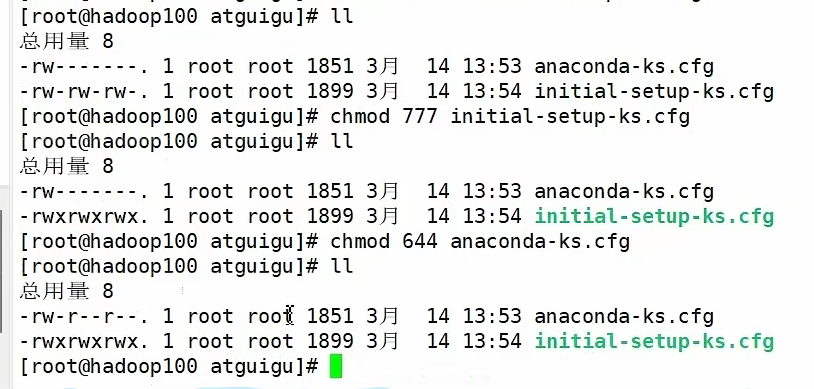 [root@hadoop100 atguigu]# ll
总用量 8
-rw-------. 1 root root 1851 3月  14 13:53 anaconda-ks.cfg
-rw-rw-rw-. 1 root root 1899 3月  14 13:54 initial-setup-ks.cfg
[root@hadoop100 atguigu]# chmod 777 initial-setup-ks.cfg
[root@hadoop100 atguigu]# ll
总用量 8
-rw-------. 1 root root 1851 3月  14 13:53 anaconda-ks.cfg
-rwxrwxrwx. 1 root root 1899 3月  14 13:54 initial-setup-ks.cfg
[root@hadoop100 atguigu]# chmod 644 anaconda-ks.cfg
[root@hadoop100 atguigu]# ll
总用量 8
-rw-r--r--. 1 root root 1851 3月  14 13:53 anaconda-ks.cfg
-rwxrwxrwx. 1 root root 1899 3月  14 13:54 initial-setup-ks.cfg
[root@hadoop100 atguigu]#